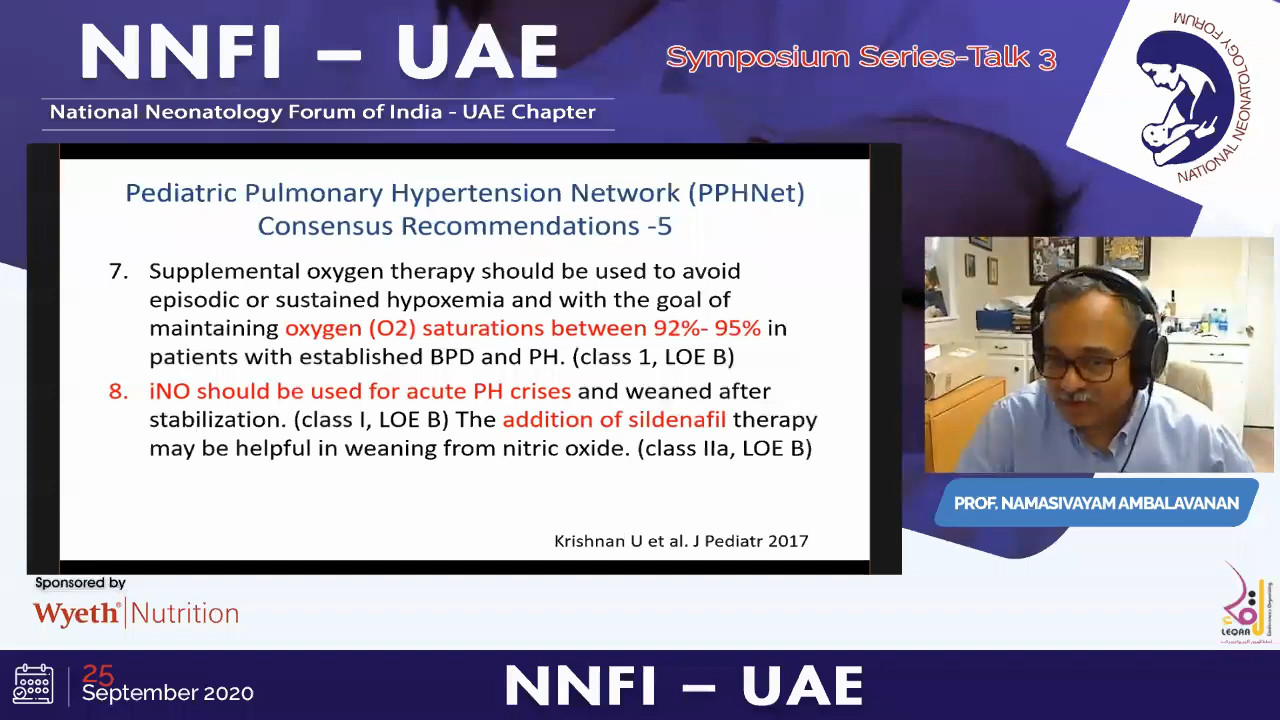 NNFI – UAE
Symposium Series-Talk 3
National Neonatology Forum of India - UAE Chapter
NATIONAL NEONATOLOGY FORUM
Pediatric Pulmonary Hypertension Network (PPHNet)
Consensus Recommendations -5
7. Supplemental oxygen therapy should be used to avoid
episodic or sustained hypoxemia and with the goal of
maintaining oxygen (O2) saturations between 92%- 95% in
patients with established BPD and PH. (class 1, LOE B)
8. iNO should be used for acute PH crises and weaned after
stabilization. (class I, LOE B) The addition of sildenafil therapy
may be helpful in weaning from nitric oxide. (class IIa, LOE B)
Krishnan U et al. J Pediatr 2017
PROF. NAMASIVAYAM AMBALAVANAN
Sponsored by
Wyeth® Nutrition
LEQAA
25
September 2020
NNFI – UAE